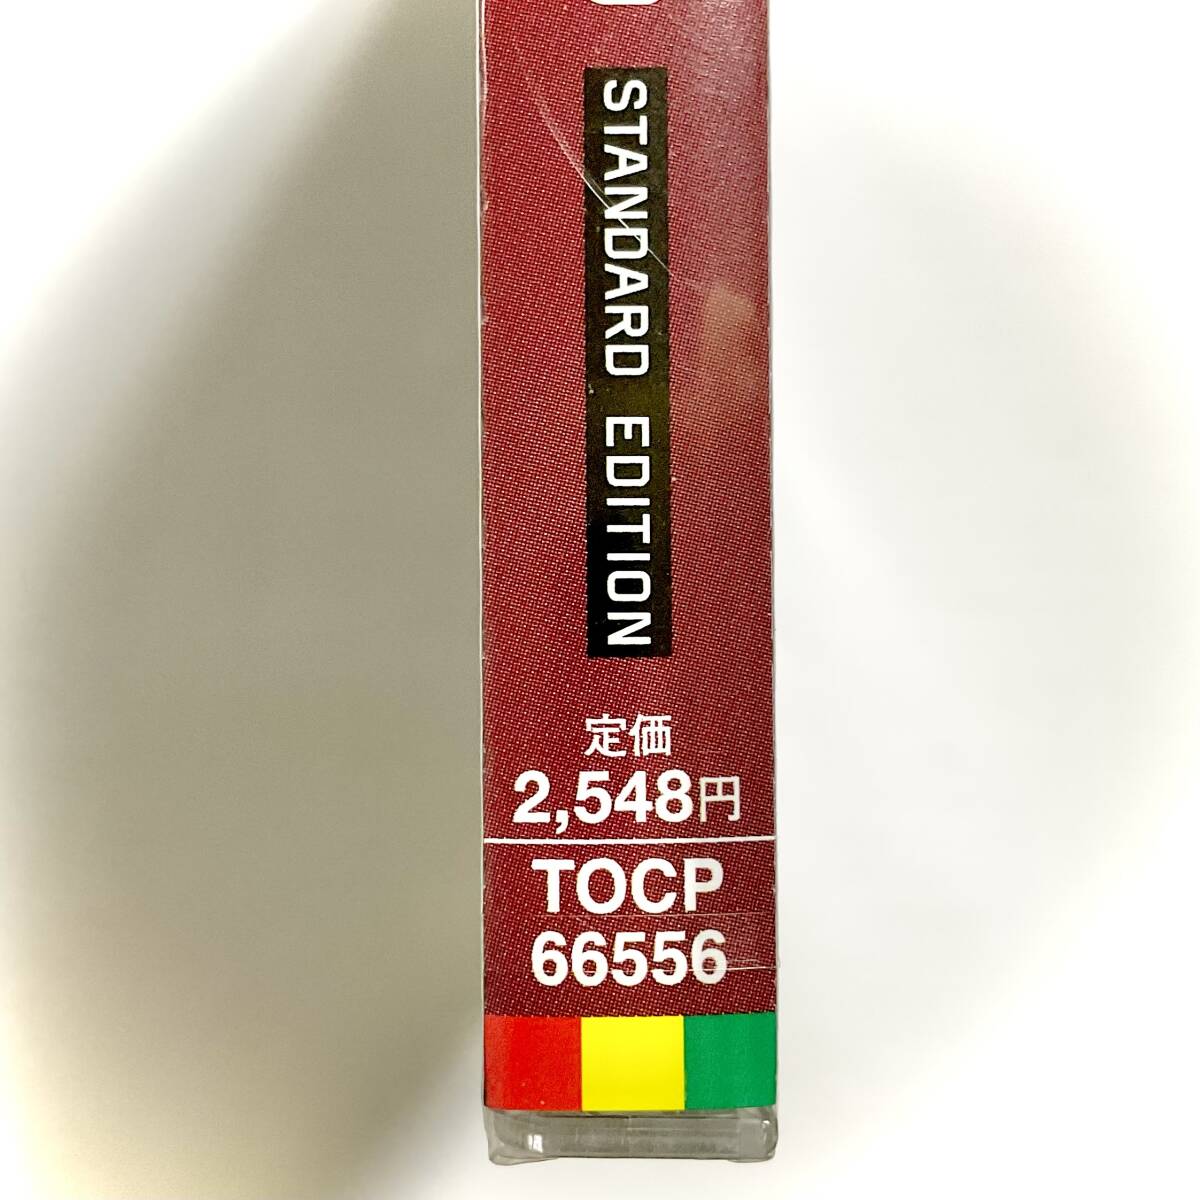 STANDARD EDITION
定価
2,548円
TOCP
66556